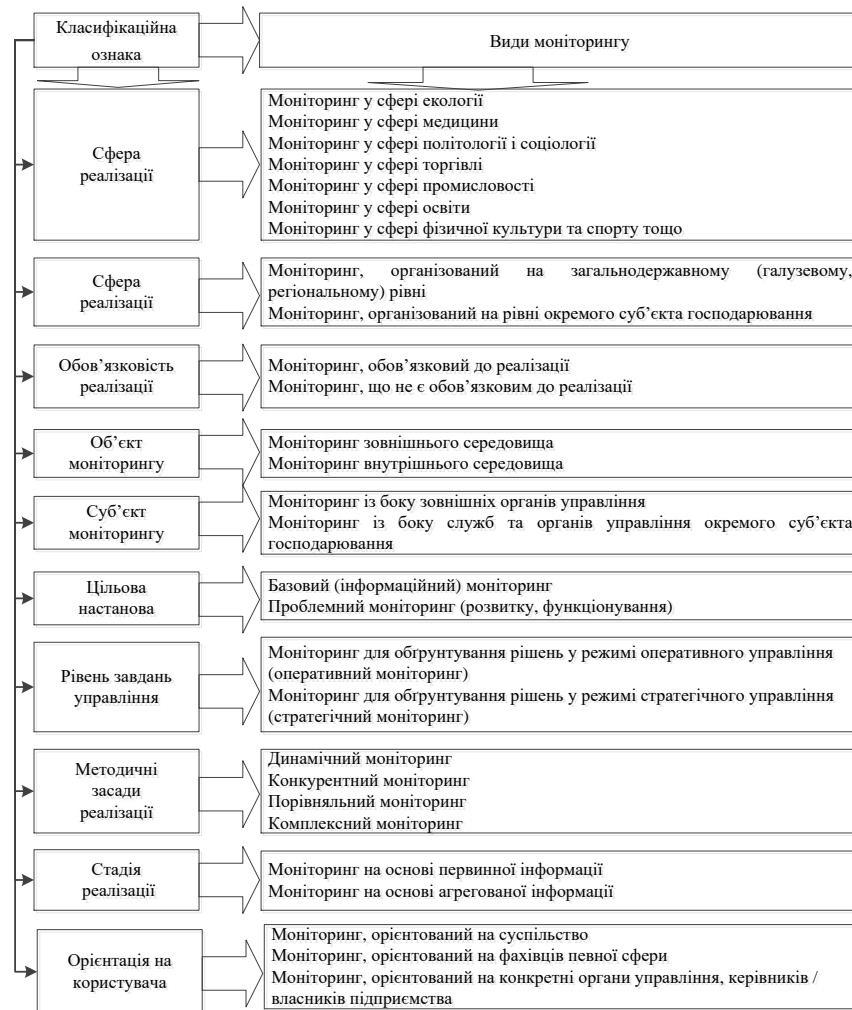 Класифікаційна
ознака
Види моніторингу
Сфера
реалізації
Моніторинг у сфері екології
Моніторинг у сфері медицини
Моніторинг у сфері політології і соціології
Моніторинг у сфері торгівлі
Моніторинг у сфері промисловості
Моніторинг у сфері освіти
Моніторинг у сфері фізичної культури та спорту тощо
Сфера
реалізації
Моніторинг, організований на загальнодержавному (галузевому,
регіональному) рівні
Моніторинг, організований на рівні окремого суб’єкта господарювання
Обов’язковість
реалізації
Моніторинг, обов’язковий до реалізації
Моніторинг, що не є обов’язковим до реалізації
Об’єкт
моніторингу
Моніторинг зовнішнього середовища
Моніторинг внутрішнього середовища
Суб’єкт
моніторингу
Моніторинг із боку зовнішніх органів управління
Моніторинг із боку служб та органів управління окремого суб’єкта
господарювання
Цільова
настанова
Базовий (інформаційний) моніторинг
Проблемний моніторинг (розвитку, функціонування)
Рівень завдань
управління
Моніторинг для обґрунтування рішень у режимі оперативного управління
(оперативний моніторинг)
Моніторинг для обґрунтування рішень у режимі стратегічного управління
(стратегічний моніторинг)
Методичні
засади
реалізації
Динамічний моніторинг
Конкурентний моніторинг
Порівняльний моніторинг
Комплексний моніторинг
Стадія
реалізації
Моніторинг на основі первинної інформації
Моніторинг на основі агрегованої інформації
Орієнтація на
користувача
Моніторинг, орієнтований на суспільство
Моніторинг, орієнтований на фахівців певної сфери
Моніторинг, орієнтований на конкретні органи управління, керівників /
власників підприємства